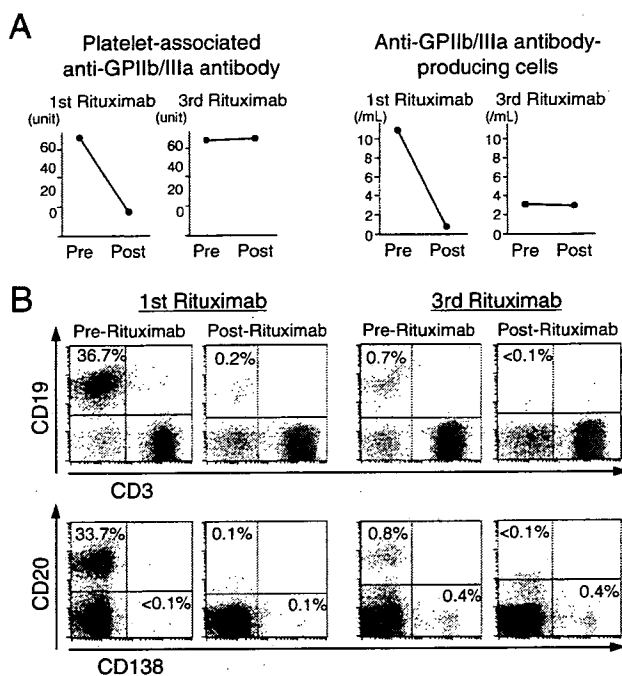 A
Platelet-associated
anti-GPIIb/IIIa antibody
Anti-GPIIb/IIIa antibody-
producing cells
1st Rituximab 3rd Rituximab
1st Rituximab 3rd Rituximab
(unit) (unit) (/mL) (/mL)
60 60 10 10
40 40 8 8
20 20 6 6
0 0 4 4
2 2
0 0
Pre Post Pre Post Pre Post Pre Post
B
1st Rituximab 3rd Rituximab
Pre-Rituximab Post-Rituximab Pre-Rituximab Post-Rituximab
36.7% 0.2% 0.7% <0.1%
CD19
CD3
33.7% 0.1% 0.8% <0.1%
<0.1% 0.1% 0.4% 0.4%
CD20
CD138